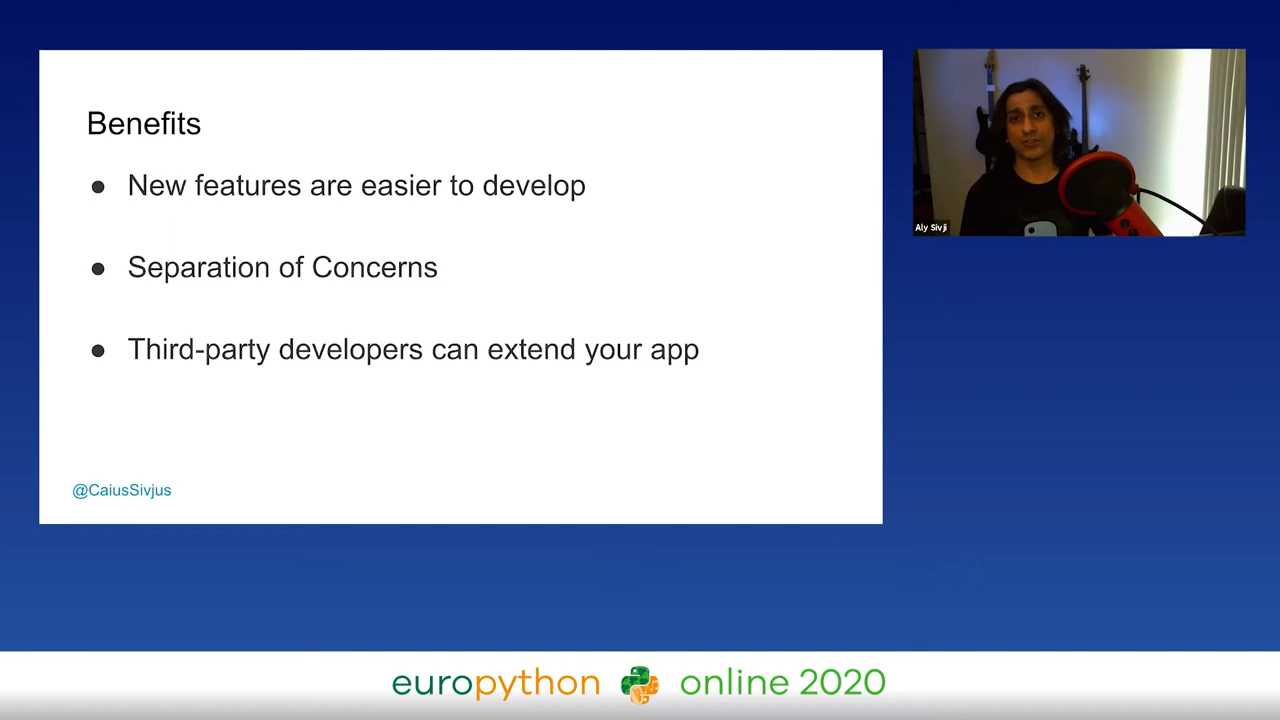 Benefits
● New features are easier to develop
● Separation of Concerns
● Third-party developers can extend your app
@CaiusSivjus
Aly Sivji
europython online 2020